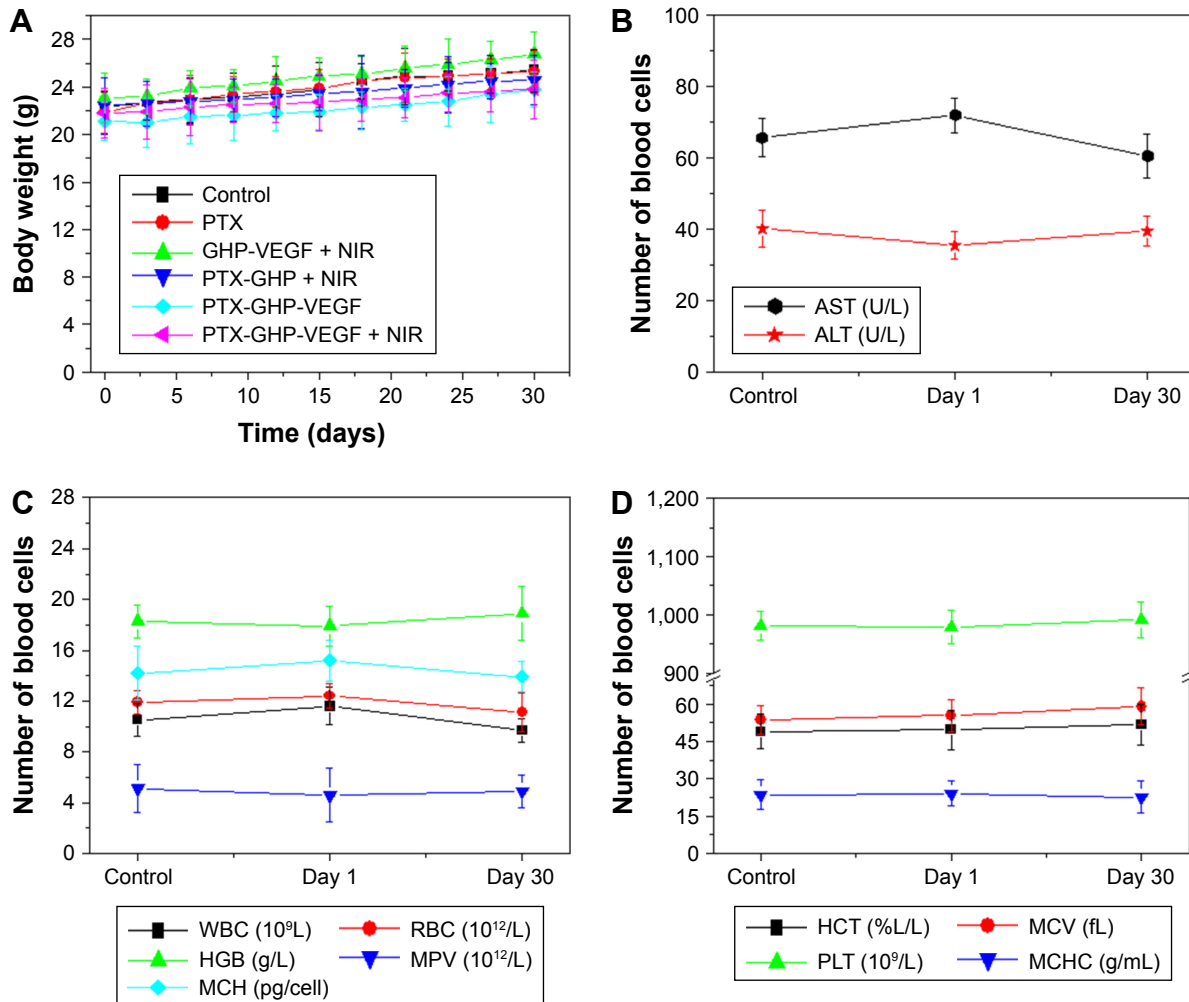 A
Body weight (g)
28
24
20
16
12
8
4
0
Control
PTX
GHP-VEGF + NIR
PTX-GHP + NIR
PTX-GHP-VEGF
PTX-GHP-VEGF + NIR
0 5 10 15 20 25 30
Time (days)
B
Number of blood cells
100
80
60
40
20
0
AST (U/L)
ALT (U/L)
Control Day 1 Day 30
C
Number of blood cells
28
24
20
16
12
8
4
0
Control Day 1 Day 30
WBC (10⁹L) RBC (10¹²/L)
HGB (g/L) MPV (10¹²/L)
MCH (pg/cell)
D
Number of blood cells
1,200
1,100
1,000
900
60
45
30
15
0
Control Day 1 Day 30
HCT (%L/L) MCV (fL)
PLT (10⁹/L) MCHC (g/mL)